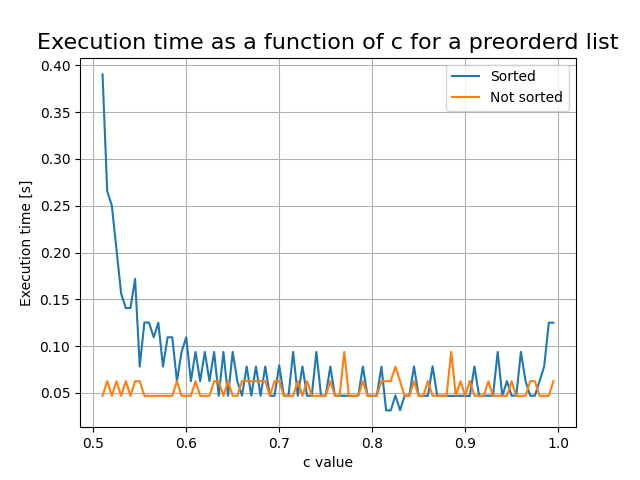 Execution time as a function of c for a preorderd list
Sorted
Not sorted
0.40
0.35
0.30
0.25
0.20
0.15
0.10
0.05
Execution time [s]
0.5 0.6 0.7 0.8 0.9 1.0
c value